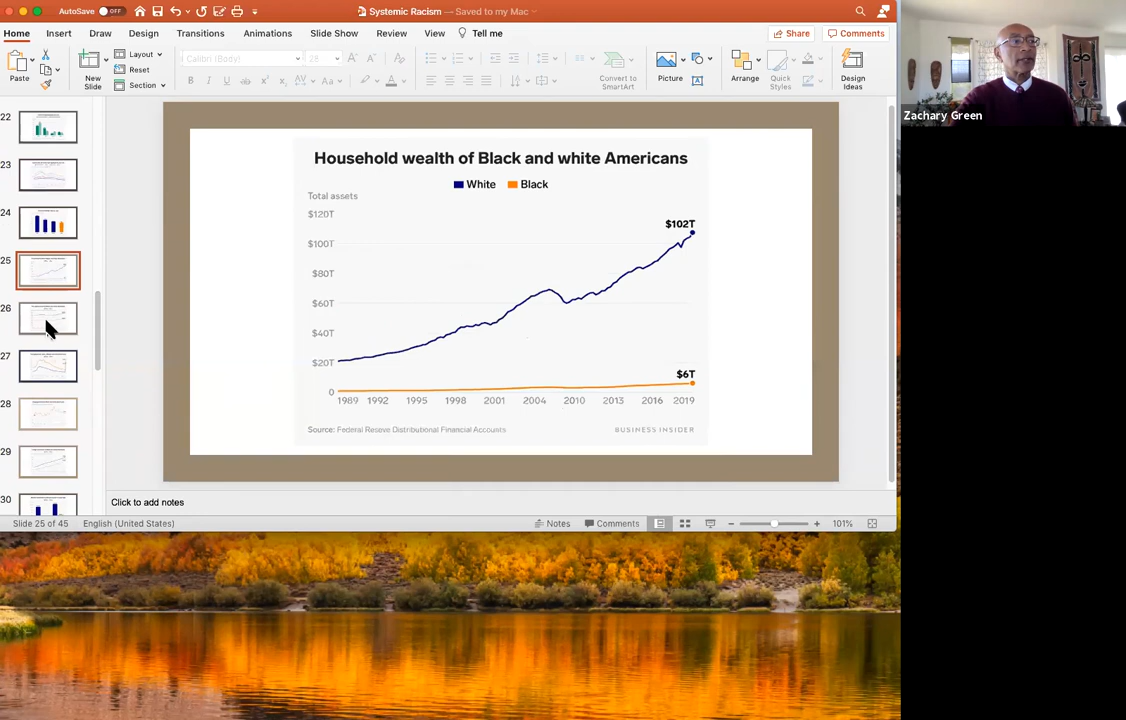 AutoSave OFF
Systemic Racism — Saved to my Mac
Home Insert Draw Design Transitions Animations Slide Show Review View Tell me
Share Comments
Paste
New Slide
Layout
Reset
Section
Calibri (Body) 28
Convert to SmartArt
Picture
Arrange
Quick Styles
Design Ideas
22
23
24
25
26
27
28
29
30
Household wealth of Black and white Americans
White Black
Total assets
$120T
$102T
$100T
$80T
$60T
$40T
$20T
$6T
0
1989 1992 1995 1998 2001 2004 2010 2013 2016 2019
Source: Federal Reseve Distributional Financial Accounts
BUSINESS INSIDER
Click to add notes
Slide 25 of 45 English (United States) Notes Comments 101%
Zachary Green